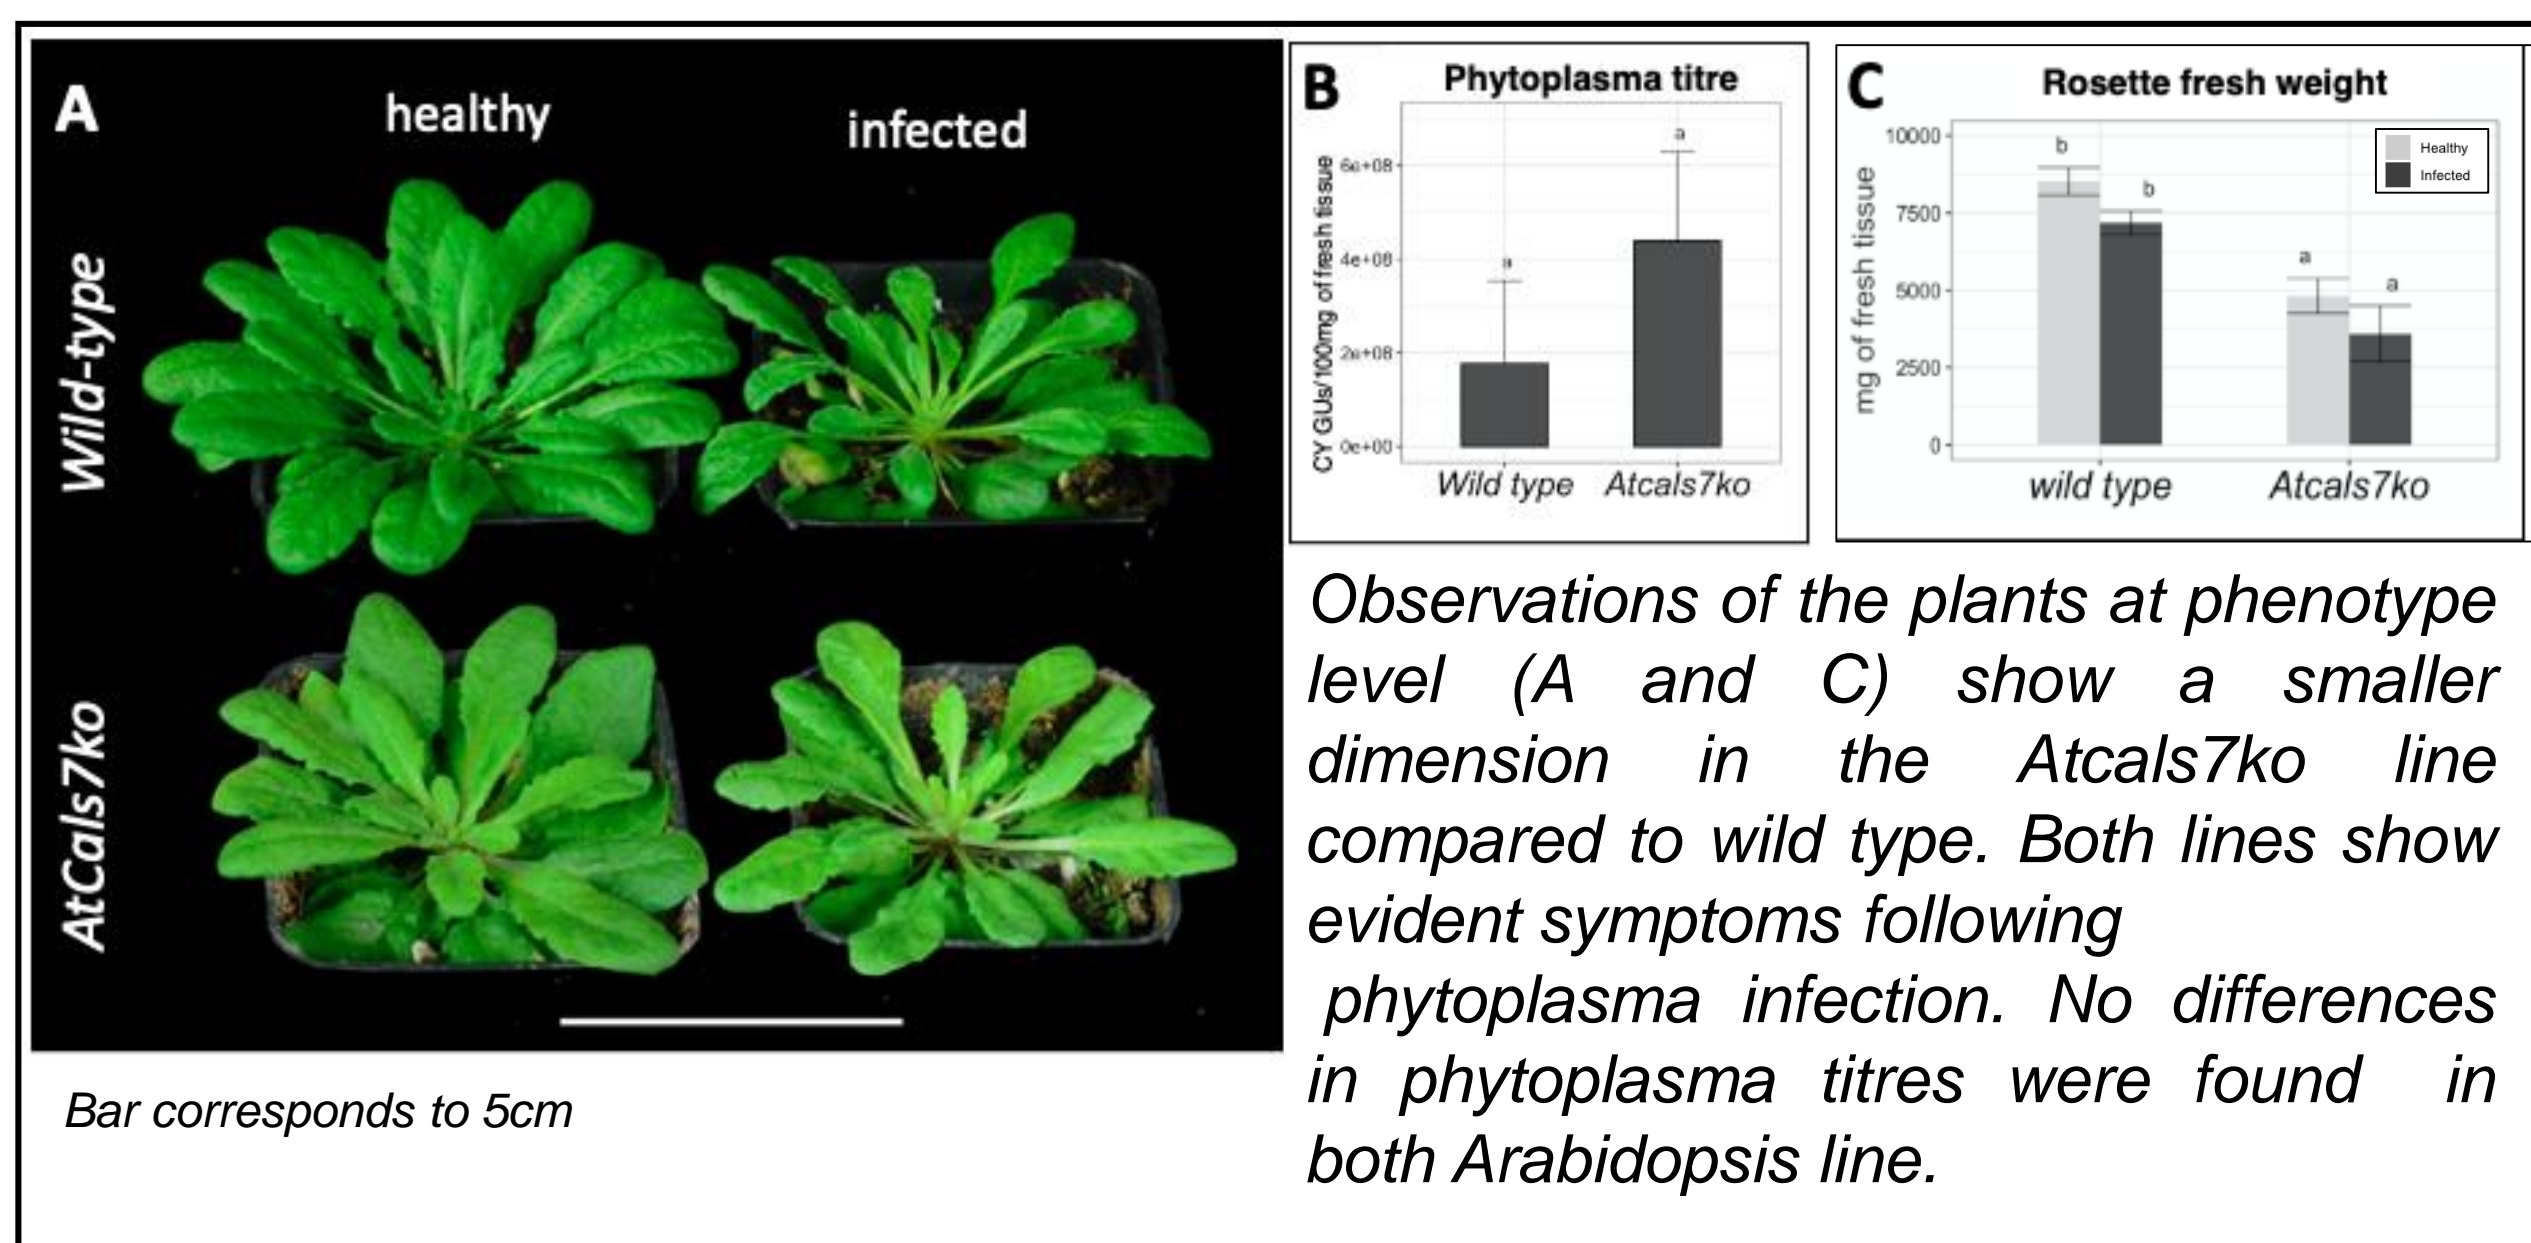 A
healthy
infected
Wild-type
AtCals7ko
Bar corresponds to 5cm
B
Phytoplasma titre
CY GUs/100mg of fresh tissue
6e+08
4e+08
2e+08
0e+00
a
a
Wild type
Atcals7ko
C
Rosette fresh weight
mg of fresh tissue
10000
7500
5000
2500
0
b
b
a
a
Healthy
Infected
wild type
Atcals7ko
Observations of the plants at phenotype
level (A and C) show a smaller
dimension in the Atcals7ko line
compared to wild type. Both lines show
evident symptoms following
phytoplasma infection. No differences
in phytoplasma titres were found in
both Arabidopsis line.